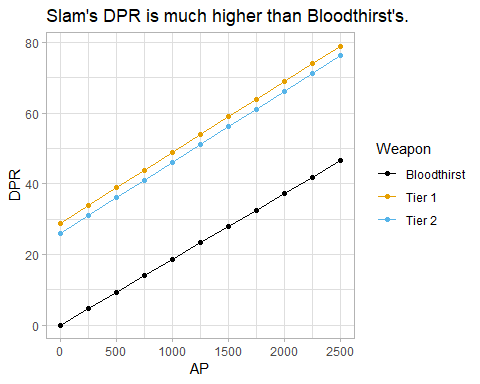 Slam's DPR is much higher than Bloodthirst's.
80
60
40
20
0
DPR
0 500 1000 1500 2000 2500
AP
Weapon
Bloodthirst
Tier 1
Tier 2